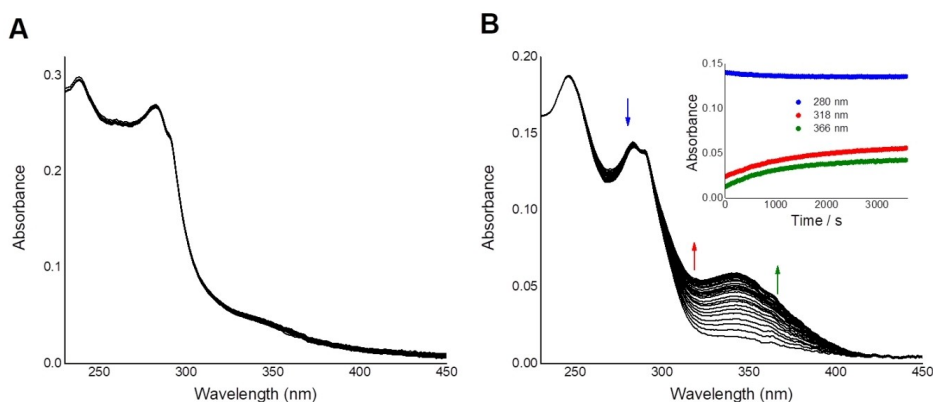 A
B
0.3
0.2
0.1
0.0
250
300
350
400
450
Absorbance
Wavelength (nm)
0.20
0.15
0.10
0.05
0.00
250
300
350
400
450
Absorbance
Wavelength (nm)
0.15
0.10
0.05
0.00
0
1000
2000
3000
Absorbance
Time / s
280 nm
318 nm
366 nm